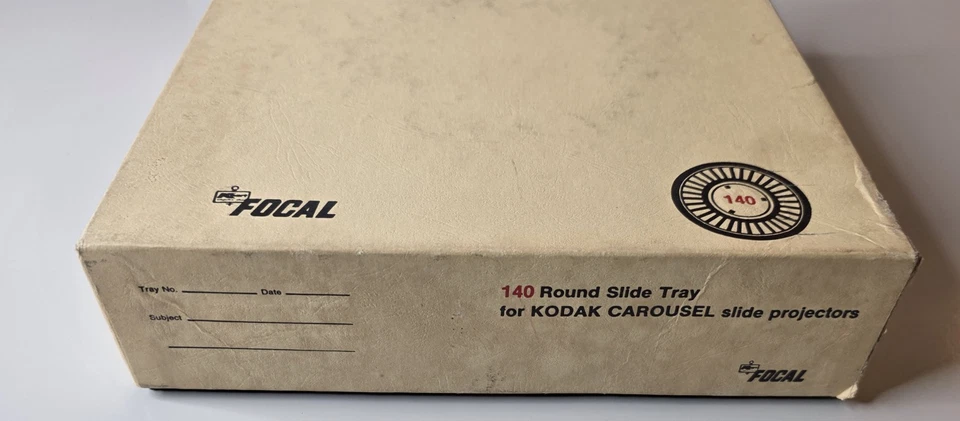 FOCAL
140
Tray No. Date
Subject
140 Round Slide Tray
for KODAK CAROUSEL slide projectors
FOCAL